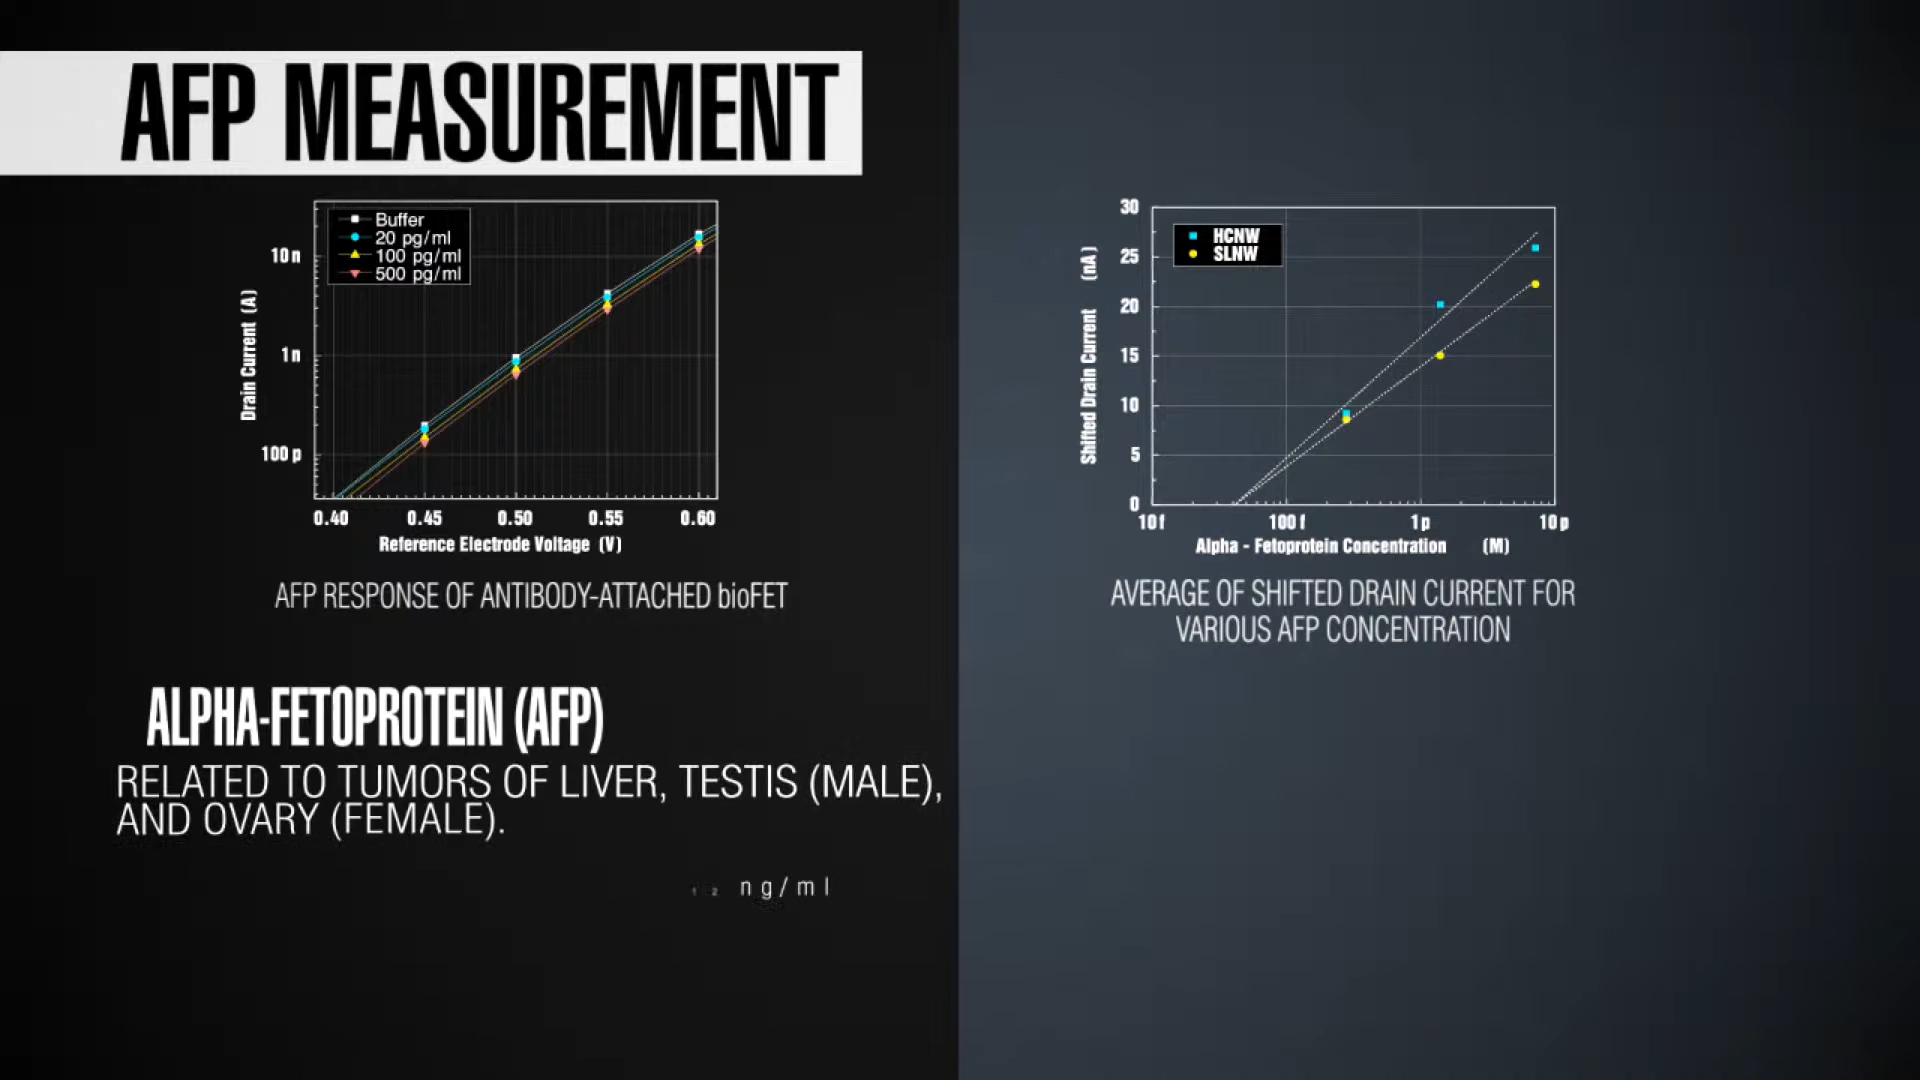 AFP MEASUREMENT
Buffer
20 pg/ml
100 pg/ml
500 pg/ml
10n
1n
100 p
Drain Current (A)
0.40 0.45 0.50 0.55 0.60
Reference Electrode Voltage (V)
AFP RESPONSE OF ANTIBODY-ATTACHED bioFET
ALPHA-FETOPROTEIN (AFP)
RELATED TO TUMORS OF LIVER, TESTIS (MALE),
AND OVARY (FEMALE).
1 2 ng/ml
HCNW
SLNW
30
25
20
15
10
5
0
Shifted Drain Current (nA)
10f 100f 1p 10p
Alpha - Fetoprotein Concentration (M)
AVERAGE OF SHIFTED DRAIN CURRENT FOR
VARIOUS AFP CONCENTRATION